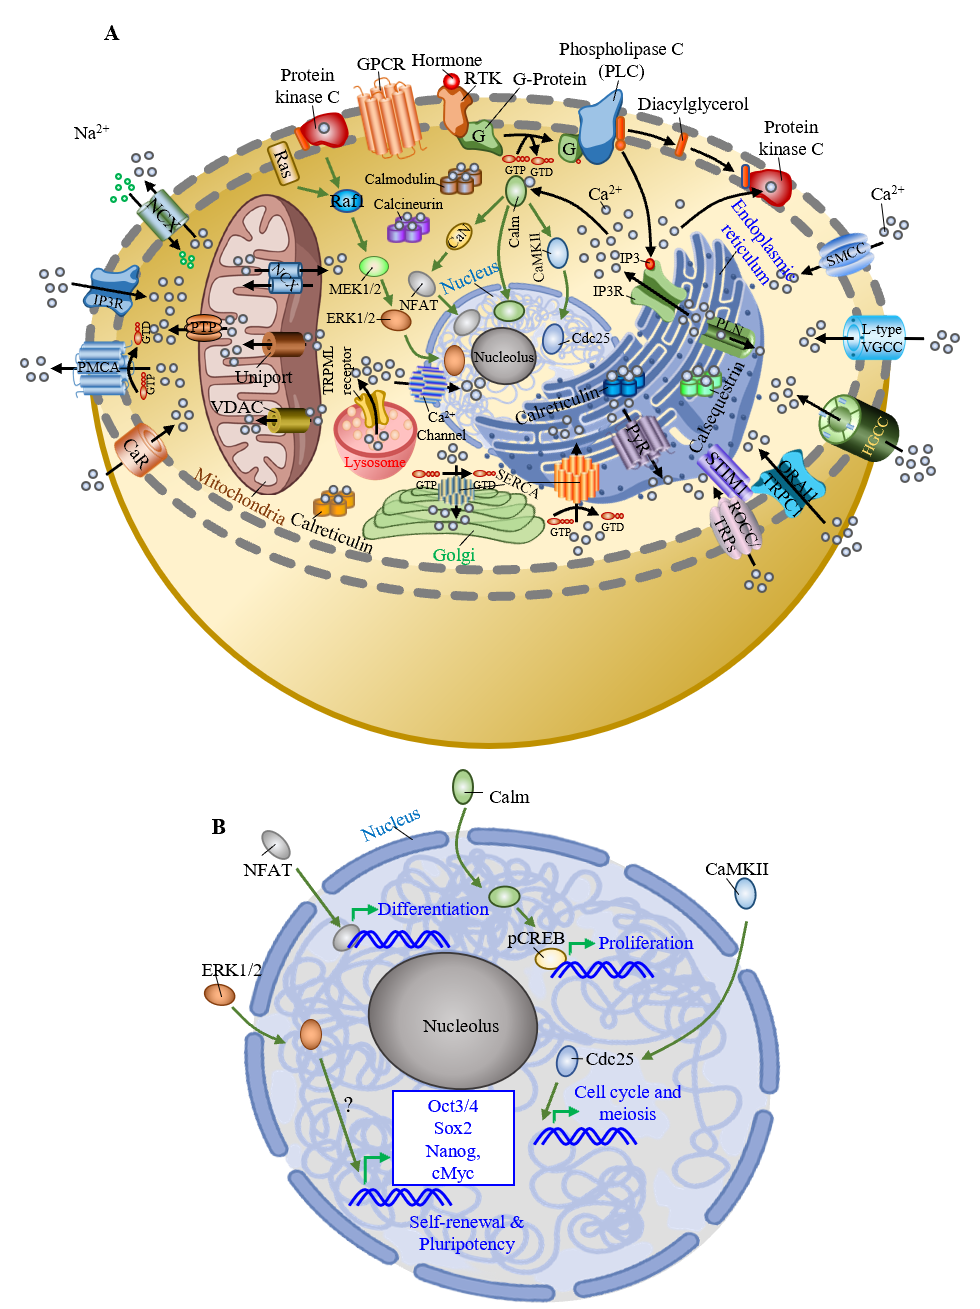 A
Phospholipase C
(PLC)
Hormone
GPCR
RTK
G-Protein
Protein
kinase C
Diacylglycerol
Protein
kinase C
Na2+
G
G
GTP
GTD
Ras
Calmodulin
Raf1
Calcineurin
Calm
CaN
CaMKII
Ca2+
Ca2+
Endoplasmic
reticulum
SMCC
NCX
NCX
IP3R
MEK1/2
NFAT
Nucleus
IP3
IP3R
ERK1/2
PTP
GTD
PMCA
GTP
Uniport
VDAC
TRPML
receptor
Nucleolus
Cdc25
PLN
L-type
VGCC
Ca2+
Channel
Calreticulin
Calsequestrin
HGCC
CaR
Lysosome
PyR
STIM1
ORAI1
TRPC1
ROCC/
TRPs
Mitochondria
Calreticulin
GTP
GTD
SERCA
Golgi
GTP
GTD
B
Calm
Nucleus
NFAT
CaMKII
Differentiation
pCREB
Proliferation
ERK1/2
Nucleolus
Cdc25
Cell cycle and
meiosis
?
Oct3/4
Sox2
Nanog,
cMyc
Self-renewal &
Pluripotency